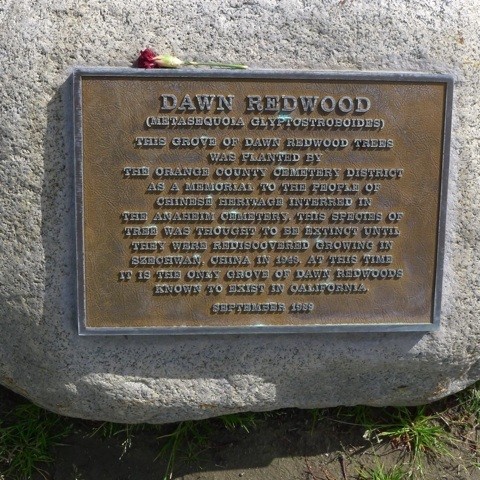 DAWN REDWOOD
(METASEQUOIA GLYPTOSTROBOIDES)
THIS GROVE OF DAWN REDWOOD TREES
WAS PLANTED BY
THE ORANGE COUNTY CEMETERY DISTRICT
AS A MEMORIAL TO THE PEOPLE OF
CHINESE HERITAGE INTERRED IN
THE ANAHEIM CEMETERY. THIS SPECIES OF
TREE WAS THOUGHT TO BE EXTINCT UNTIL
THEY WERE REDISCOVERED GROWING IN
SZECHWAN, CHINA IN AT THIS TIME
IT IS THE ONLY GROVE OF DAWN REDWOODS
KNOWN TO EXIST IN CALIFORNIA.
SEPTEMBER